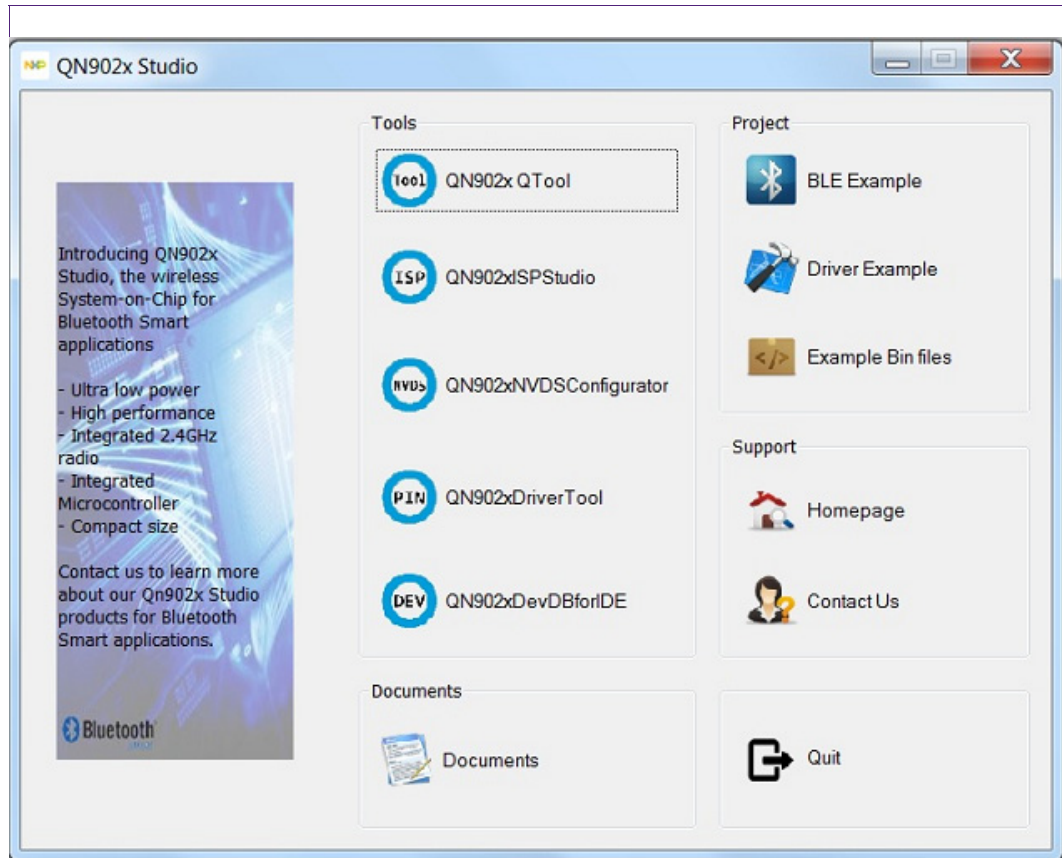 NXP QN902x Studio
Introducing QN902x
Studio, the wireless
System-on-Chip for
Bluetooth Smart
applications
- Ultra low power
- High performance
- Integrated 2.4GHz
radio
- Integrated
Microcontroller
- Compact size
Contact us to learn more
about our Qn902x Studio
products for Bluetooth
Smart applications.
Bluetooth
Tools
Tool QN902x QTool
ISP QN902xISPStudio
NVDS QN902xNVDSConfigurator
PIN QN902xDriverTool
DEV QN902xDevDBforIDE
Documents
Documents
Project
BLE Example
Driver Example
</> Example Bin files
Support
Homepage
Contact Us
Quit